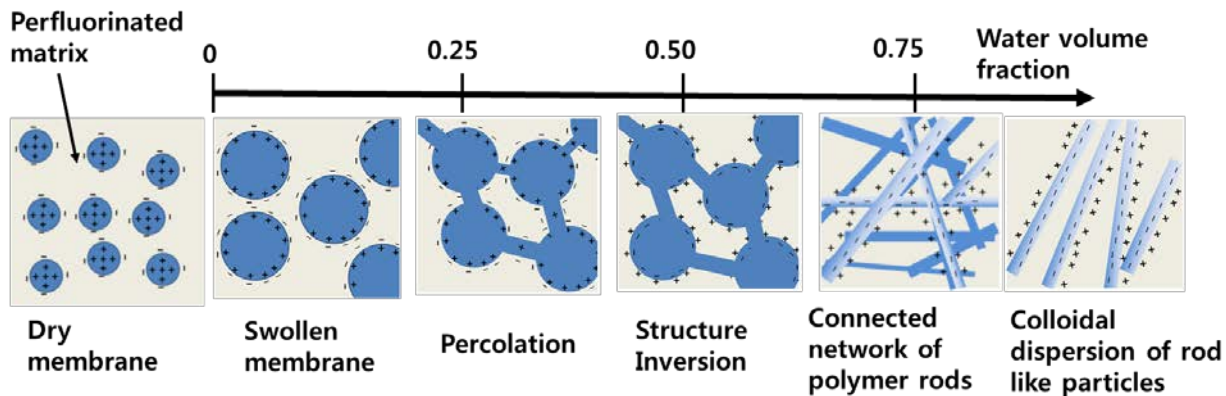 Perfluorinated
matrix
0
0.25
0.50
0.75
Water volume
fraction
Dry
membrane
Swollen
membrane
Percolation
Structure
Inversion
Connected
network of
polymer rods
Colloidal
dispersion of rod
like particles